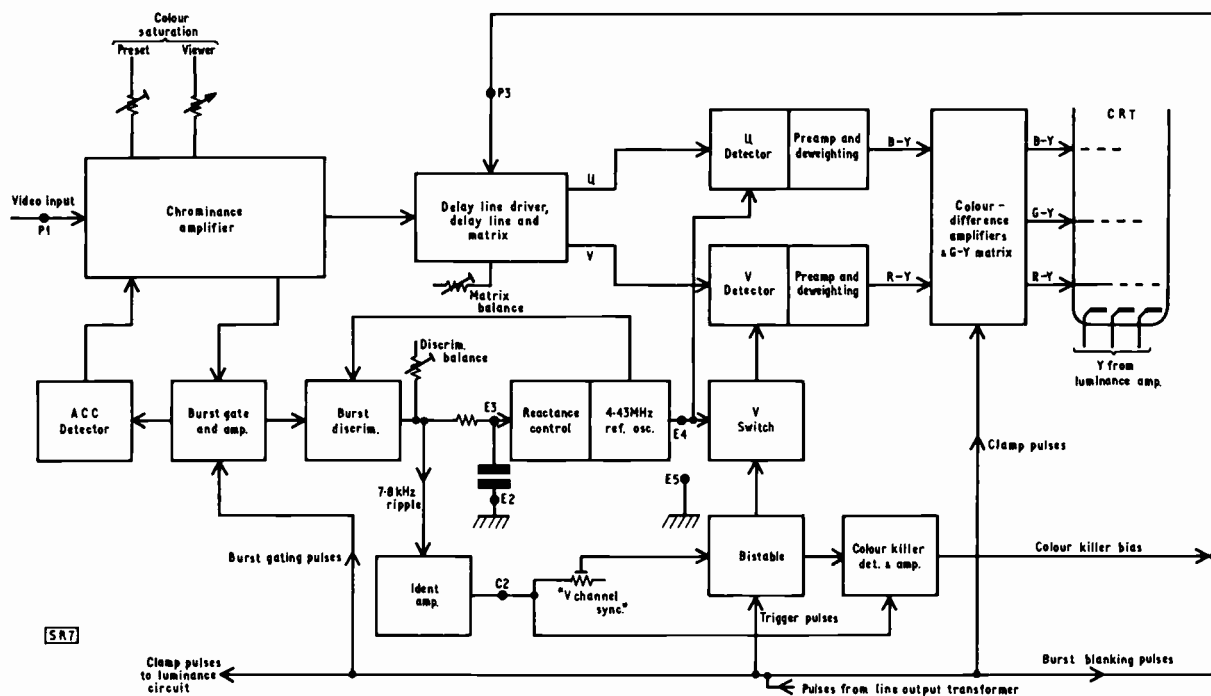 Colour
saturation
Preset
Viewer
P3
CRT
Video input
P1
Chrominance
amplifier
Delay line driver,
delay line and
matrix
U
V
Matrix
balance
U
Detector
Preamp and
deweighting
B-Y
V
Detector
Preamp and
deweighting
R-Y
Colour-
difference
amplifiers
& G-Y matrix
B-Y
G-Y
R-Y
Y from
luminance amp.
Discrim.
balance
ACC
Detector
Burst gate
and amp.
Burst
discrim.
E3
E2
Reactance
control
4·43MHz
ref. osc.
E4
V
Switch
E5
7·8kHz
ripple
Clamp pulses
Burst gating pulses
Ident
amp.
C2
"V channel
sync."
Bistable
Colour killer
det. & amp.
Colour killer bias
Trigger pulses
SR7
Clamp pulses
to luminance
circuit
Burst blanking pulses
Pulses from line output transformer